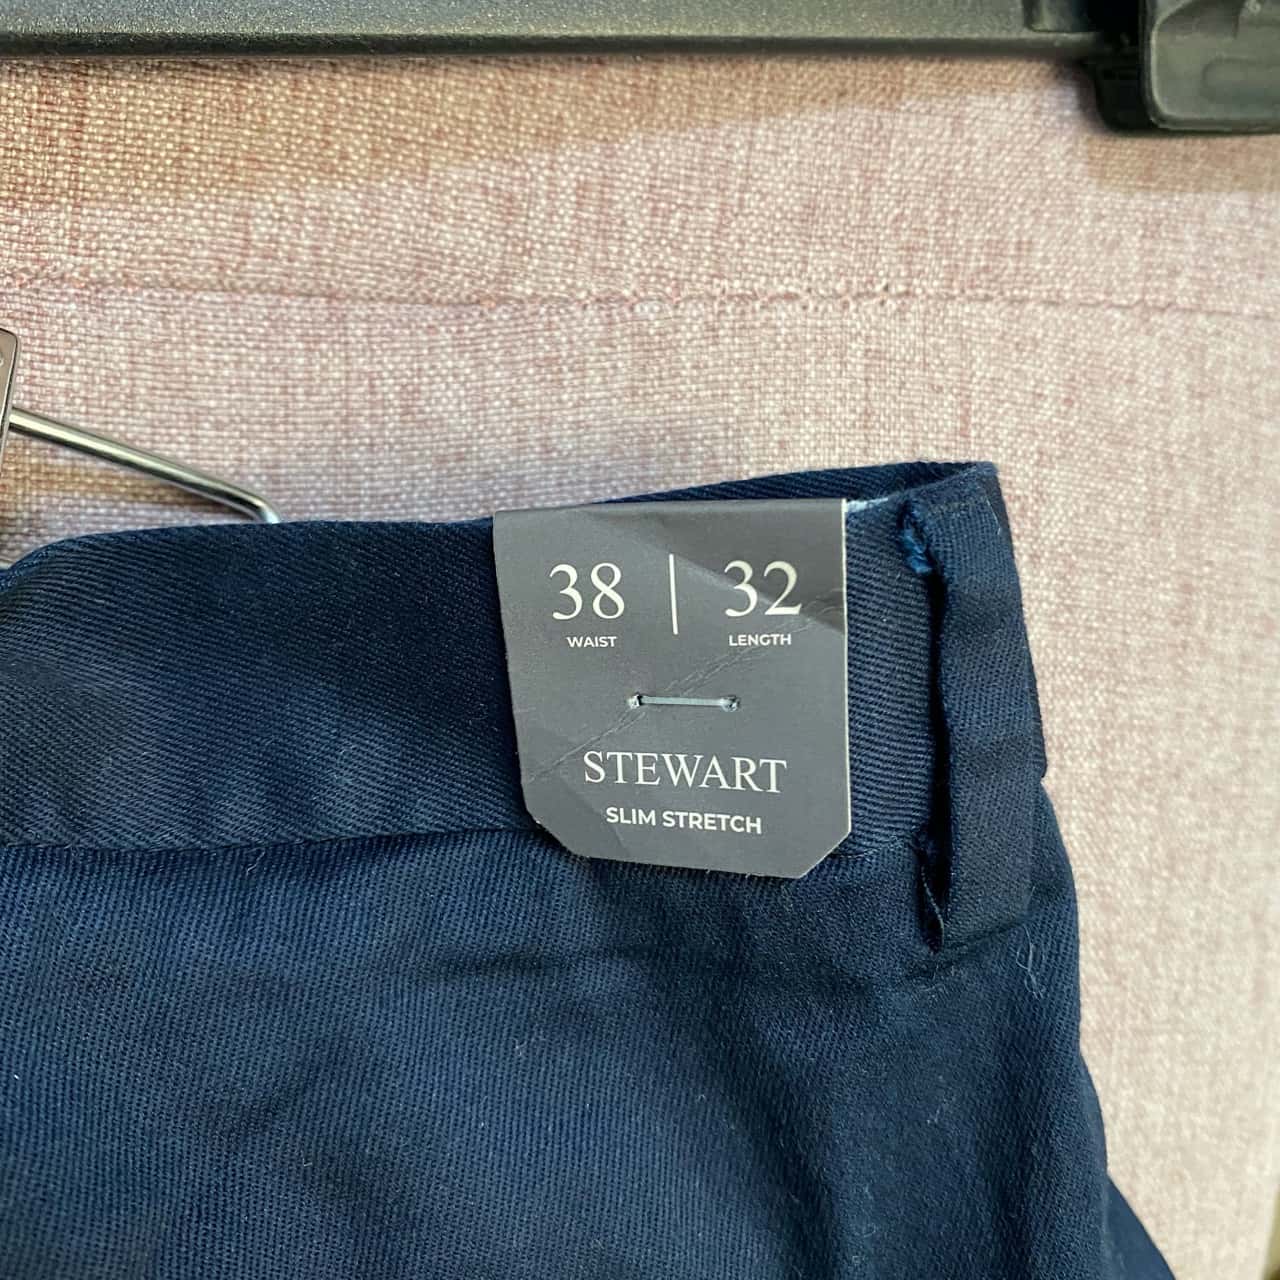 38 | 32
WAIST LENGTH
STEWART
SLIM STRETCH